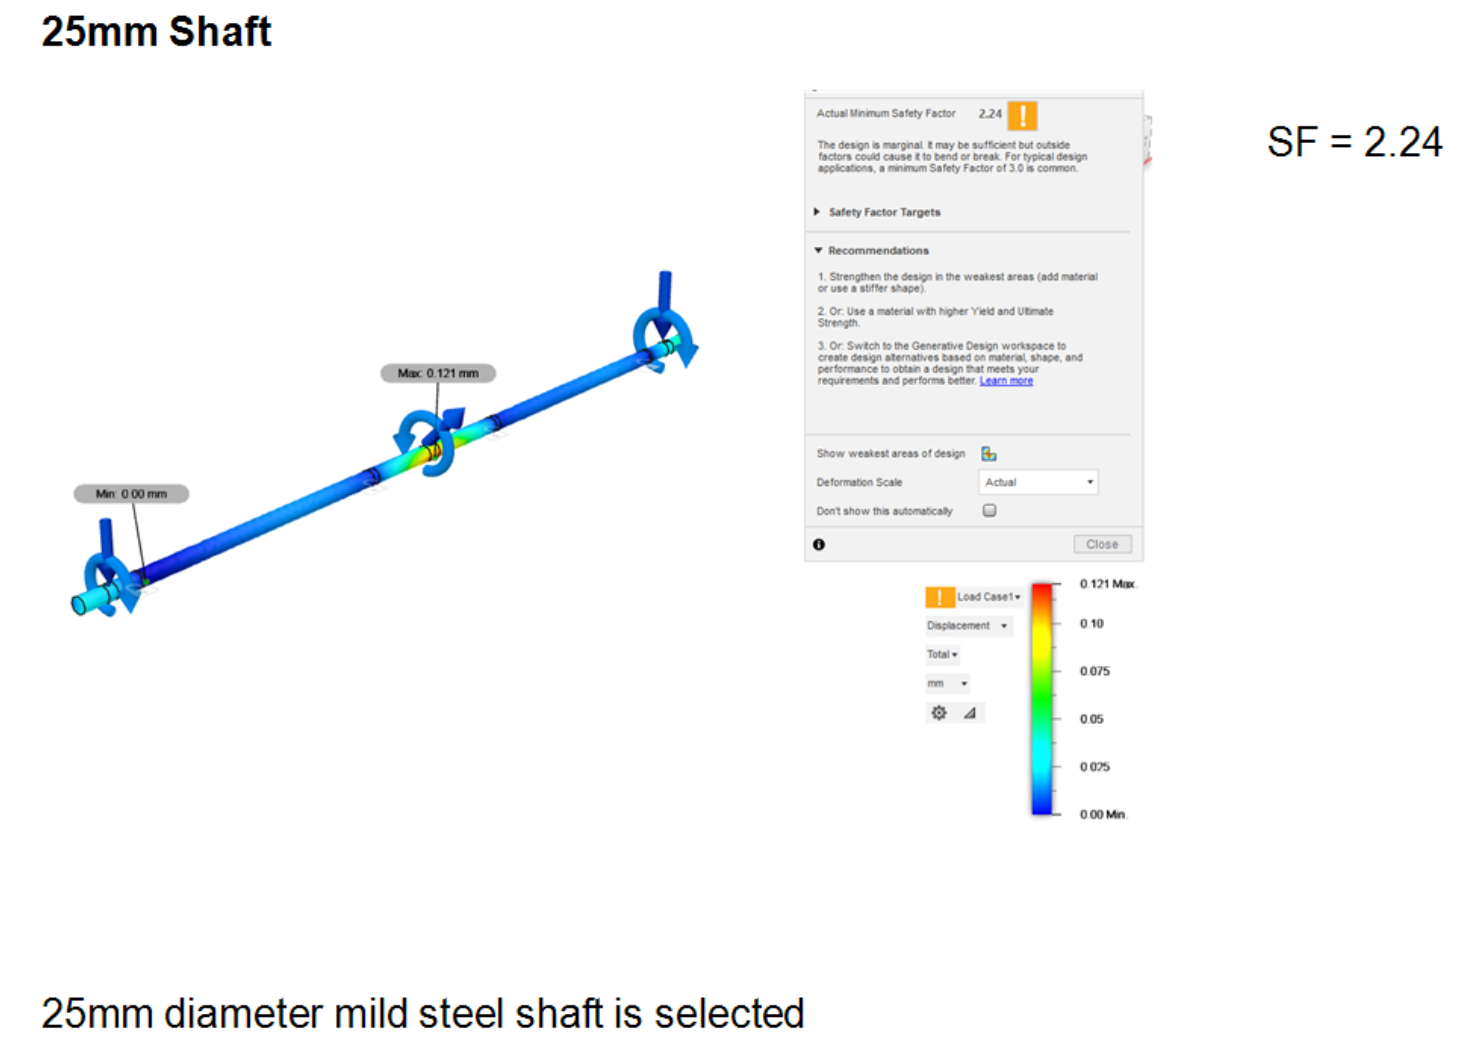 25mm Shaft
Actual Minimum Safety Factor 2.24
SF = 2.24
The design is marginal. It may be sufficient but outside
factors could cause it to bend or break. For typical design
applications, a minimum Safety Factor of 3.0 is common.
Safety Factor Targets
Recommendations
1. Strengthen the design in the weakest areas (add material
or use a stiffer shape).
2. Or: Use a material with higher Yield and Ultimate
Strength.
3. Or: Switch to the Generative Design workspace to
create design alternatives based on material, shape, and
performance to obtain a design that meets your
requirements and performs better. Learn more
Max: 0.121 mm
Min: 0.00 mm
Show weakest areas of design
Deformation Scale Actual
Don't show this automatically
Close
Load Case1
Displacement
Total
mm
0.121 Max.
0.10
0.075
0.05
0.025
0.00 Min.
25mm diameter mild steel shaft is selected